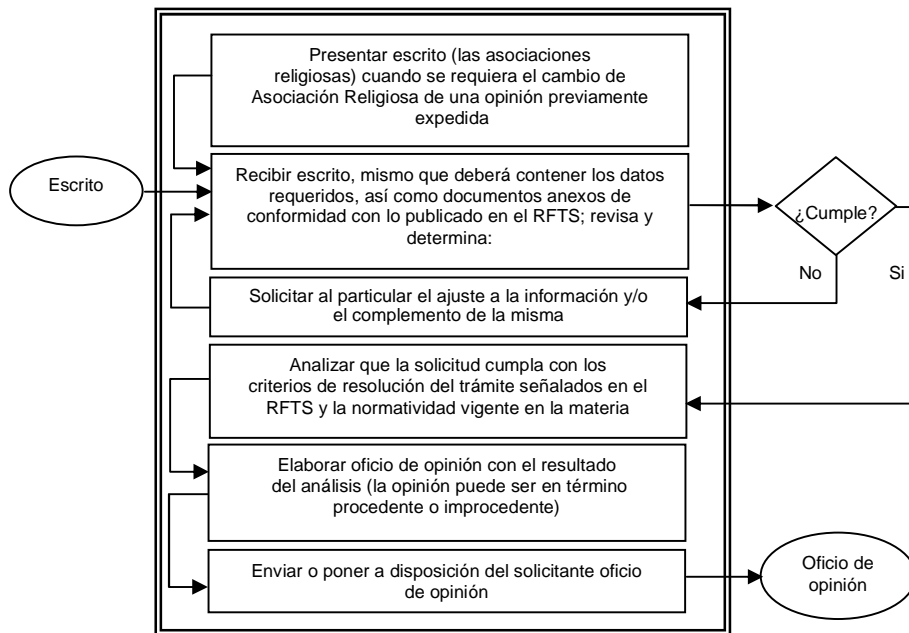 Presentar escrito (las asociaciones
religiosas) cuando se requiera el cambio de
Asociación Religiosa de una opinión previamente
expedida
Escrito
Recibir escrito, mismo que deberá contener los datos
requeridos, así como documentos anexos de
conformidad con lo publicado en el RFTS; revisa y
determina:
¿Cumple?
No
Si
Solicitar al particular el ajuste a la información y/o
el complemento de la misma
Analizar que la solicitud cumpla con los
criterios de resolución del trámite señalados en el
RFTS y la normatividad vigente en la materia
Elaborar oficio de opinión con el resultado
del análisis (la opinión puede ser en término
procedente o improcedente)
Enviar o poner a disposición del solicitante oficio
de opinión
Oficio de
opinión